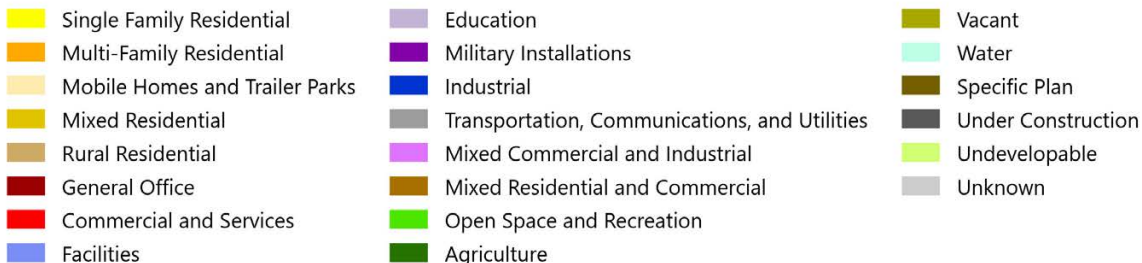 Single Family Residential
Multi-Family Residential
Mobile Homes and Trailer Parks
Mixed Residential
Rural Residential
General Office
Commercial and Services
Facilities
Education
Military Installations
Industrial
Transportation, Communications, and Utilities
Mixed Commercial and Industrial
Mixed Residential and Commercial
Open Space and Recreation
Agriculture
Vacant
Water
Specific Plan
Under Construction
Undevelopable
Unknown